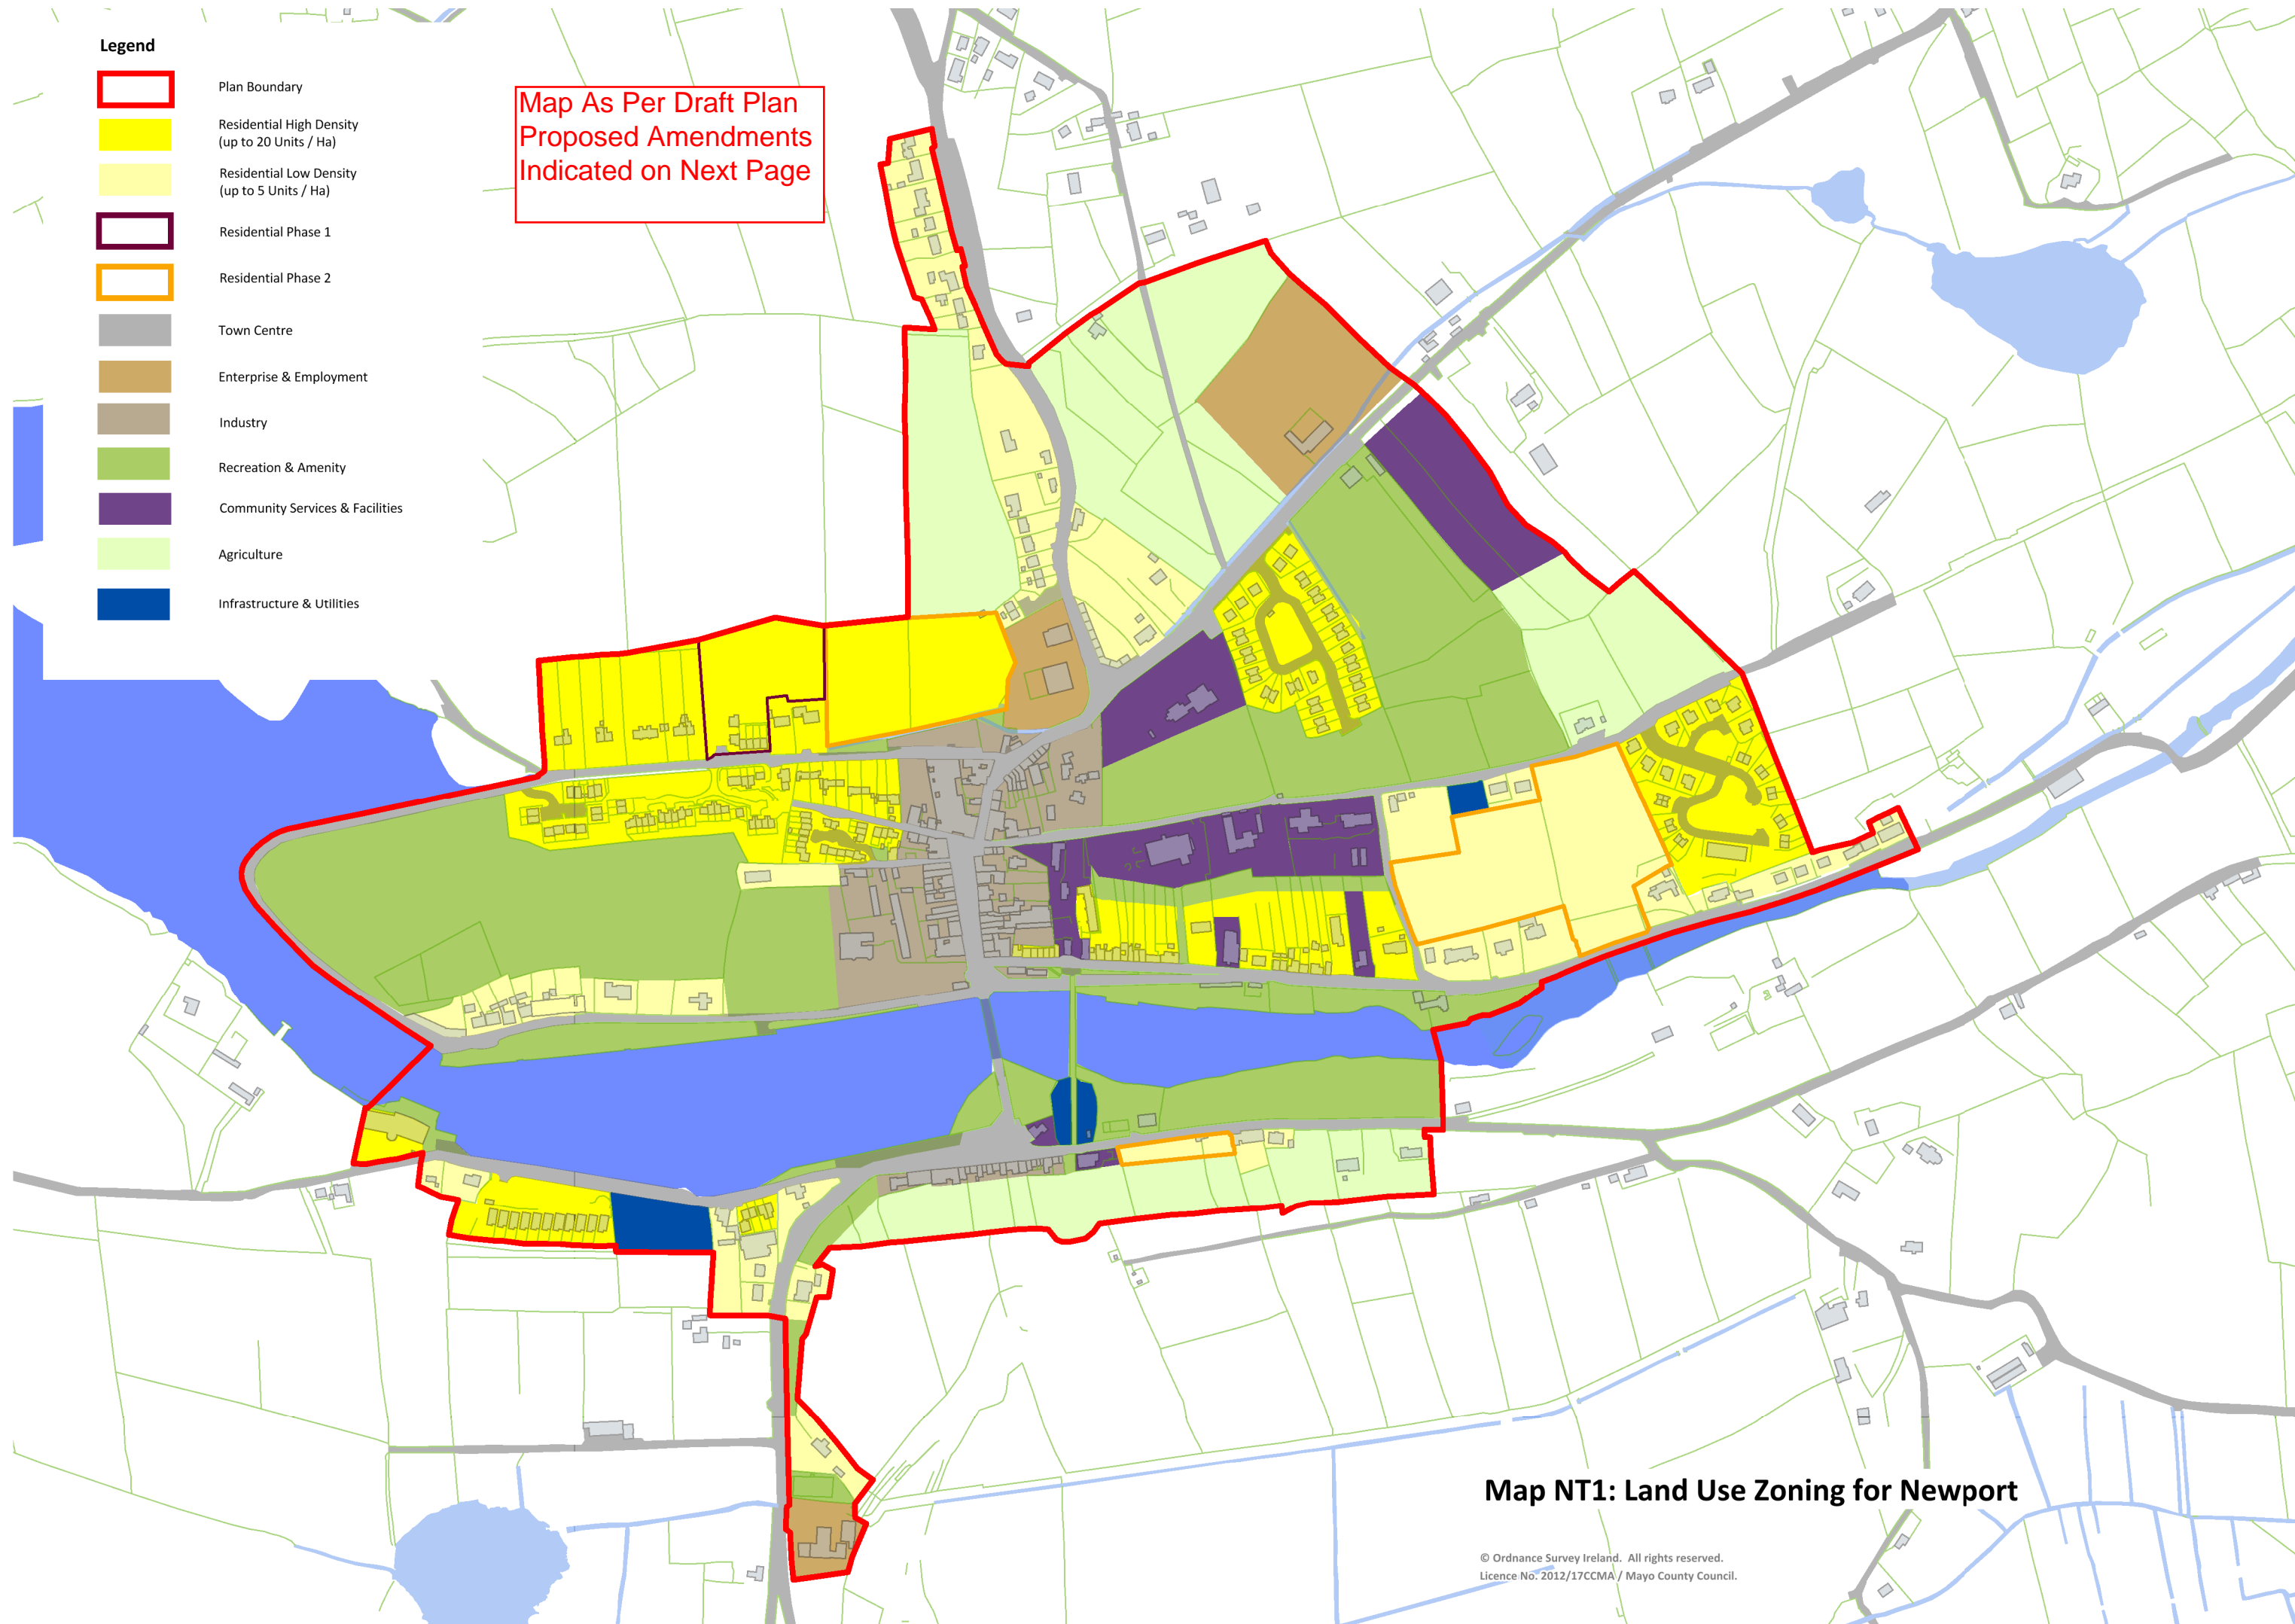 Legend
Plan Boundary
Residential High Density
(up to 20 Units / Ha)
Residential Low Density
(up to 5 Units / Ha)
Residential Phase 1
Residential Phase 2
Town Centre
Enterprise & Employment
Industry
Recreation & Amenity
Community Services & Facilities
Agriculture
Infrastructure & Utilities
Map As Per Draft Plan
Proposed Amendments
Indicated on Next Page
Map NT1: Land Use Zoning for Newport
© Ordnance Survey Ireland. All rights reserved.
Licence No. 2012/17CCMA / Mayo County Council.